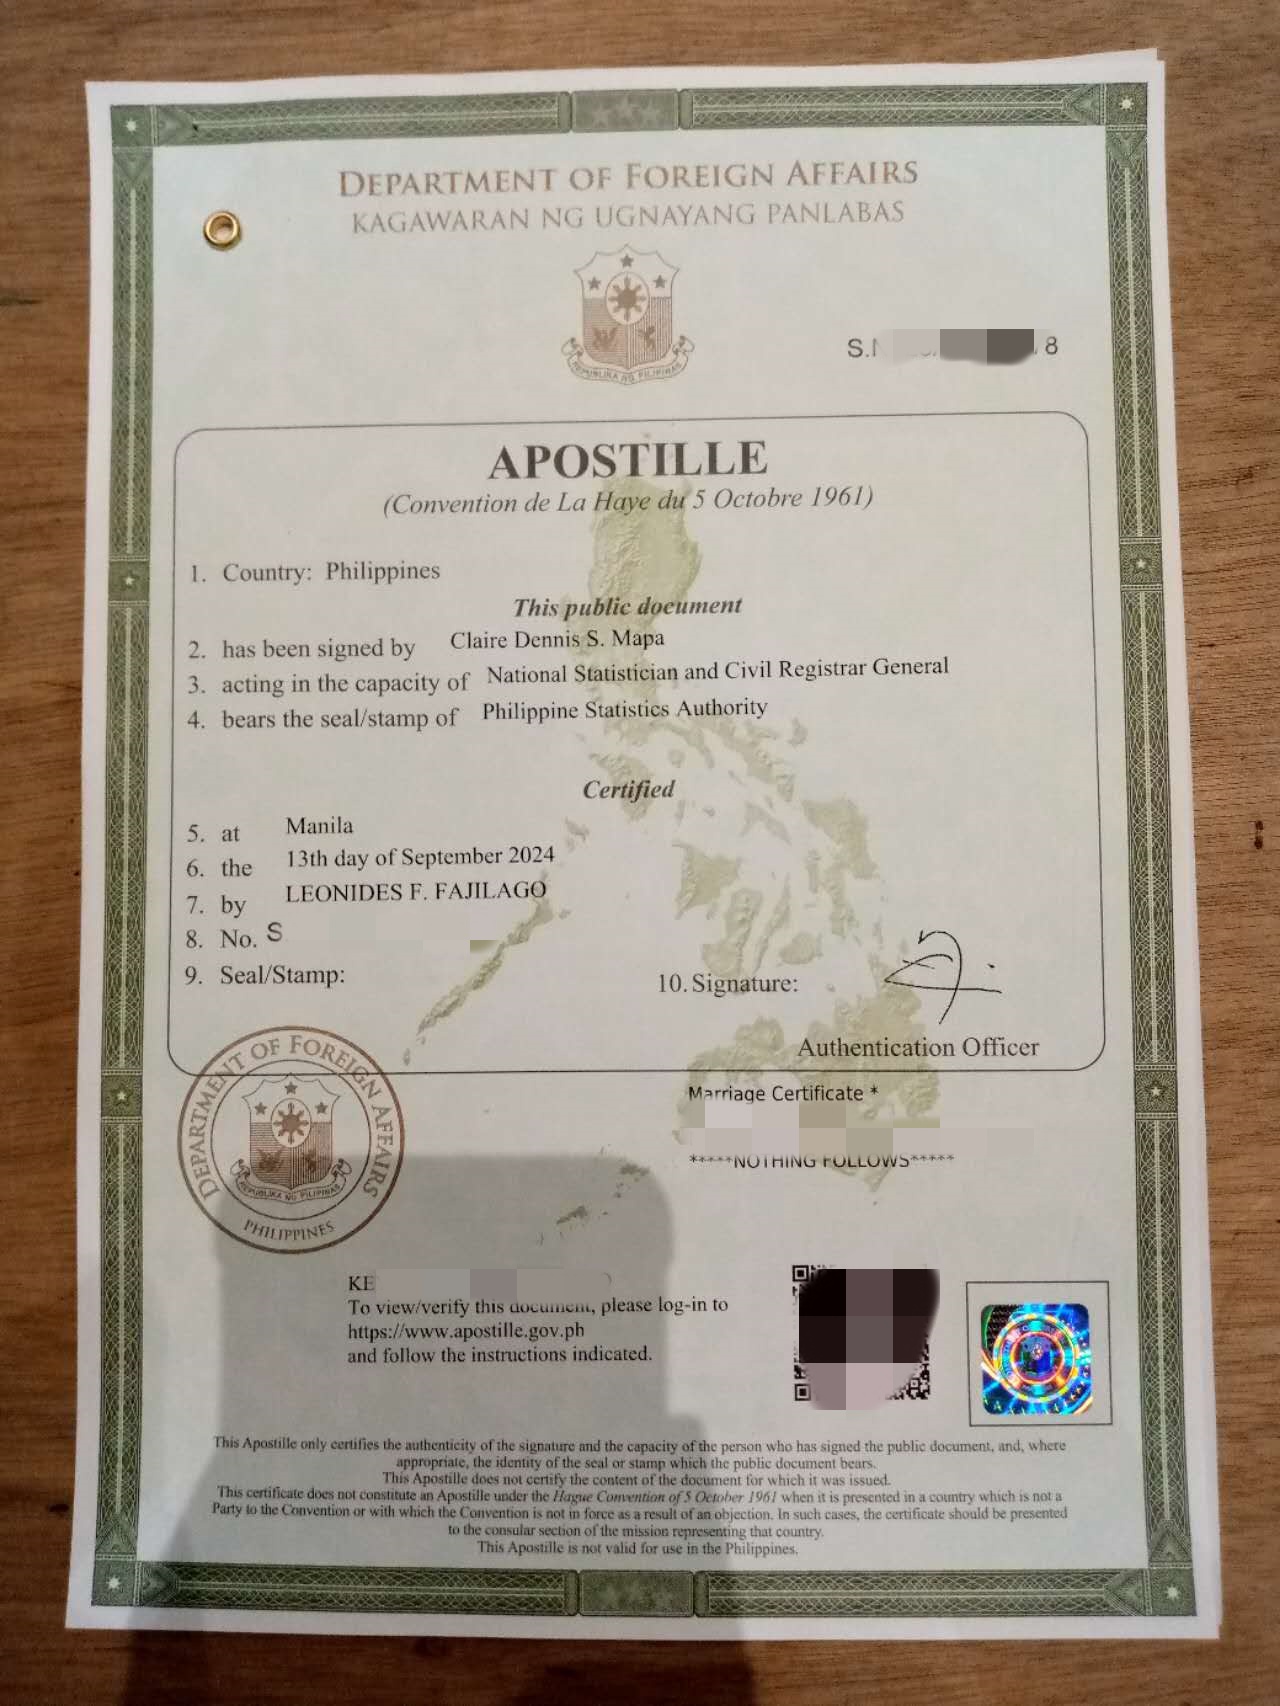 DEPARTMENT OF FOREIGN AFFAIRS
KAGAWARAN NG UGNAYANG PANLABAS
REPUBLIKA NG PILIPINAS
8
APOSTILLE
(Convention de La Haye du 5 Octobre 1961)
1. Country: Philippines
This public document
2. has been signed by Claire Dennis S. Mapa
3. acting in the capacity of National Statistician and Civil Registrar General
4. bears the seal/stamp of Philippine Statistics Authority
Certified
5. at Manila
6. the 13th day of September 2024
7. by LEONIDES F. FAJILAGO
8. No. S
9. Seal/Stamp:
10. Signature:
Authentication Officer
DEPARTMENT OF FOREIGN AFFAIRS
REPUBLIKA NG PILIPINAS
PHILIPPINES
Marriage Certificate *
*****NOTHING FOLLOWS*****
KE
To view/verify this document, please log-in to
https://www.apostille.gov.ph
and follow the instructions indicated.
This Apostille only certifies the authenticity of the signature and the capacity of the person who has signed the public document, and, where
appropriate, the identity of the seal or stamp which the public document bears.
This Apostille does not certify the content of the document for which it was issued.
This certificate does not constitute an Apostille under the Hague Convention of 5 October 1961 when it is presented in a country which is not a
Party to the Convention or with which the Convention is not in force as a result of an objection. In such cases, the certificate should be presented
to the consular section of the mission representing that country.
This Apostille is not valid for use in the Philippines.